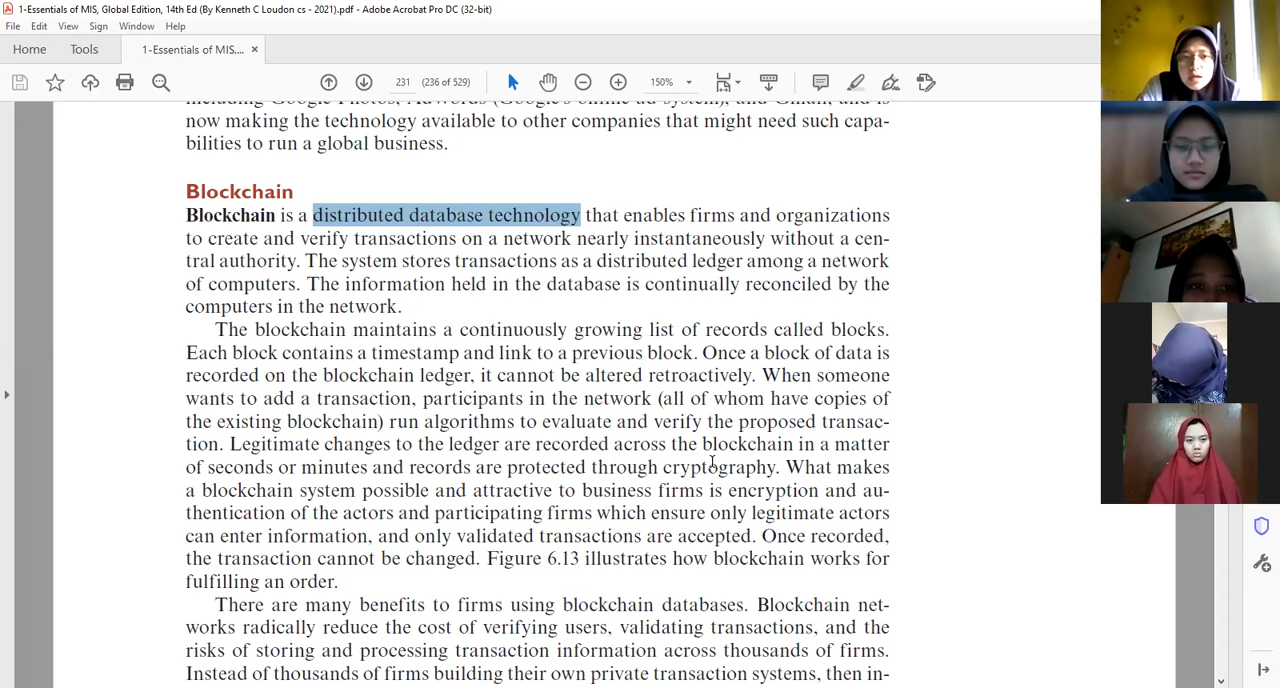 1-Essentials of MIS, Global Edition, 14th Ed (By Kenneth C Loudon cs - 2021).pdf - Adobe Acrobat Pro DC (32-bit)
File Edit View Sign Window Help
Home Tools 1-Essentials of MIS,... ×
231 (236 of 529) 150%
including Google Photos, AdWords (Google's online ad system), and Gmail, and is
now making the technology available to other companies that might need such capa-
bilities to run a global business.
Blockchain
Blockchain is a distributed database technology that enables firms and organizations
to create and verify transactions on a network nearly instantaneously without a cen-
tral authority. The system stores transactions as a distributed ledger among a network
of computers. The information held in the database is continually reconciled by the
computers in the network.
The blockchain maintains a continuously growing list of records called blocks.
Each block contains a timestamp and link to a previous block. Once a block of data is
recorded on the blockchain ledger, it cannot be altered retroactively. When someone
wants to add a transaction, participants in the network (all of whom have copies of
the existing blockchain) run algorithms to evaluate and verify the proposed transac-
tion. Legitimate changes to the ledger are recorded across the blockchain in a matter
of seconds or minutes and records are protected through cryptography. What makes
a blockchain system possible and attractive to business firms is encryption and au-
thentication of the actors and participating firms which ensure only legitimate actors
can enter information, and only validated transactions are accepted. Once recorded,
the transaction cannot be changed. Figure 6.13 illustrates how blockchain works for
fulfilling an order.
There are many benefits to firms using blockchain databases. Blockchain net-
works radically reduce the cost of verifying users, validating transactions, and the
risks of storing and processing transaction information across thousands of firms.
Instead of thousands of firms building their own private transaction systems, then in-